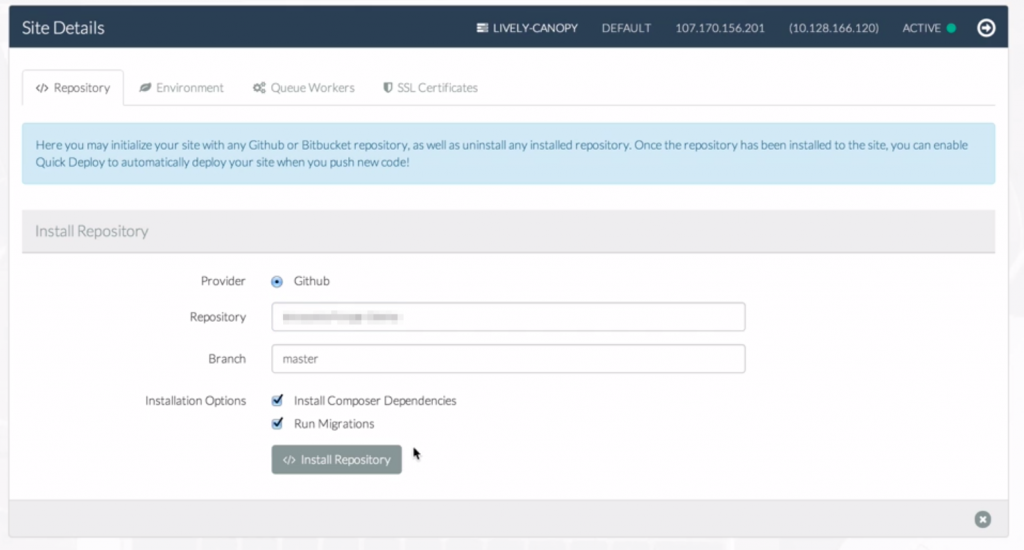 Site Details
LIVELY-CANOPY DEFAULT 107.170.156.201 (10.128.166.120) ACTIVE
Repository Environment Queue Workers SSL Certificates
Here you may initialize your site with any Github or Bitbucket repository, as well as uninstall any installed repository. Once the repository has been installed to the site, you can enable
Quick Deploy to automatically deploy your site when you push new code!
Install Repository
Provider Github
Repository
Branch master
Installation Options Install Composer Dependencies
Run Migrations
</> Install Repository